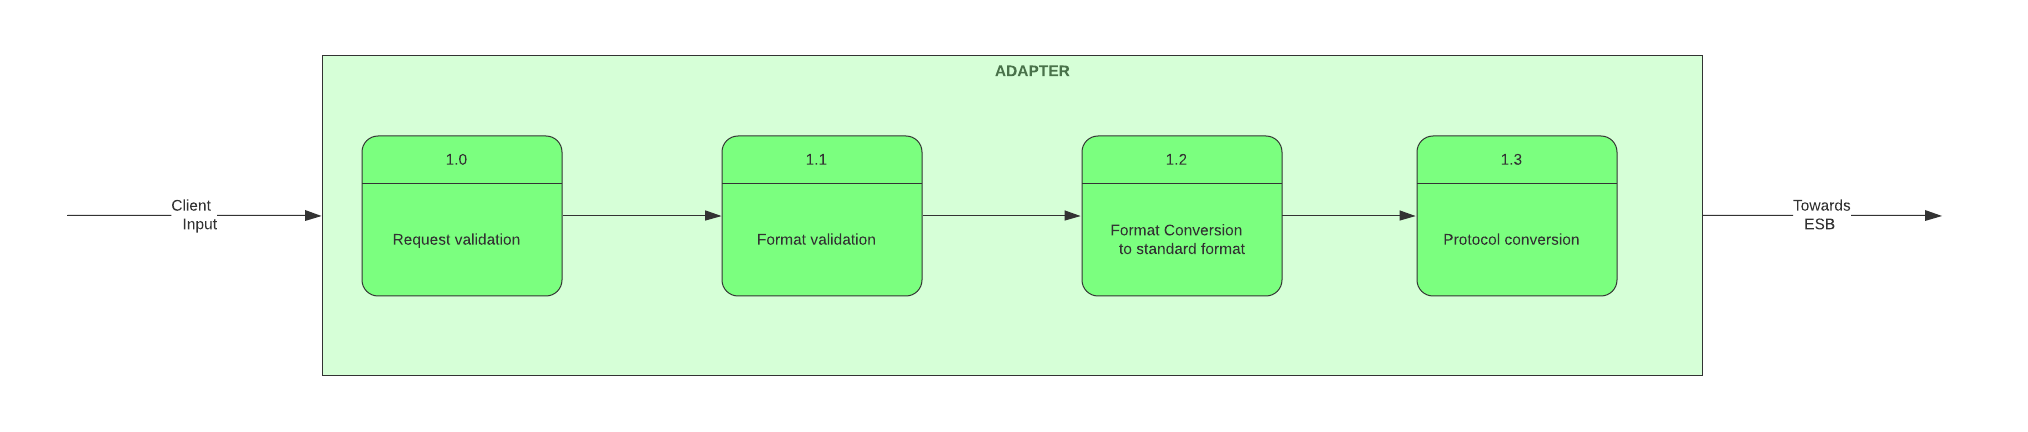 ADAPTER
1.0
Request validation
1.1
Format validation
1.2
Format Conversion
to standard format
1.3
Protocol conversion
Client
Input
Towards
ESB